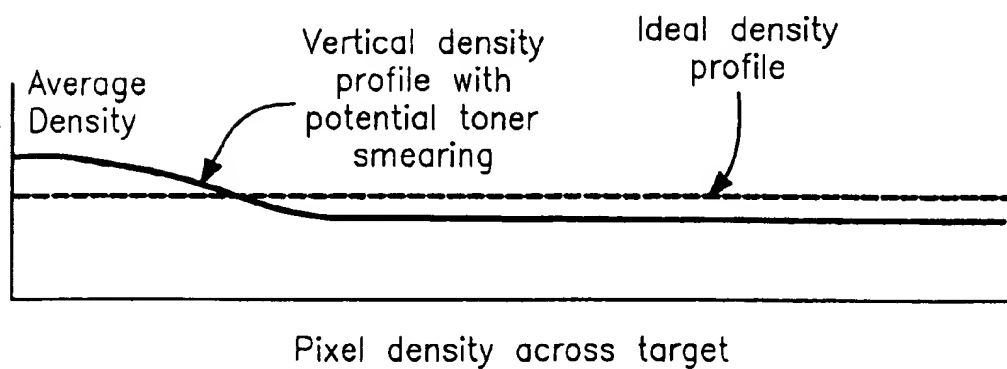 Average
Density
Vertical density
profile with
potential toner
smearing
Ideal density
profile
Pixel density across target